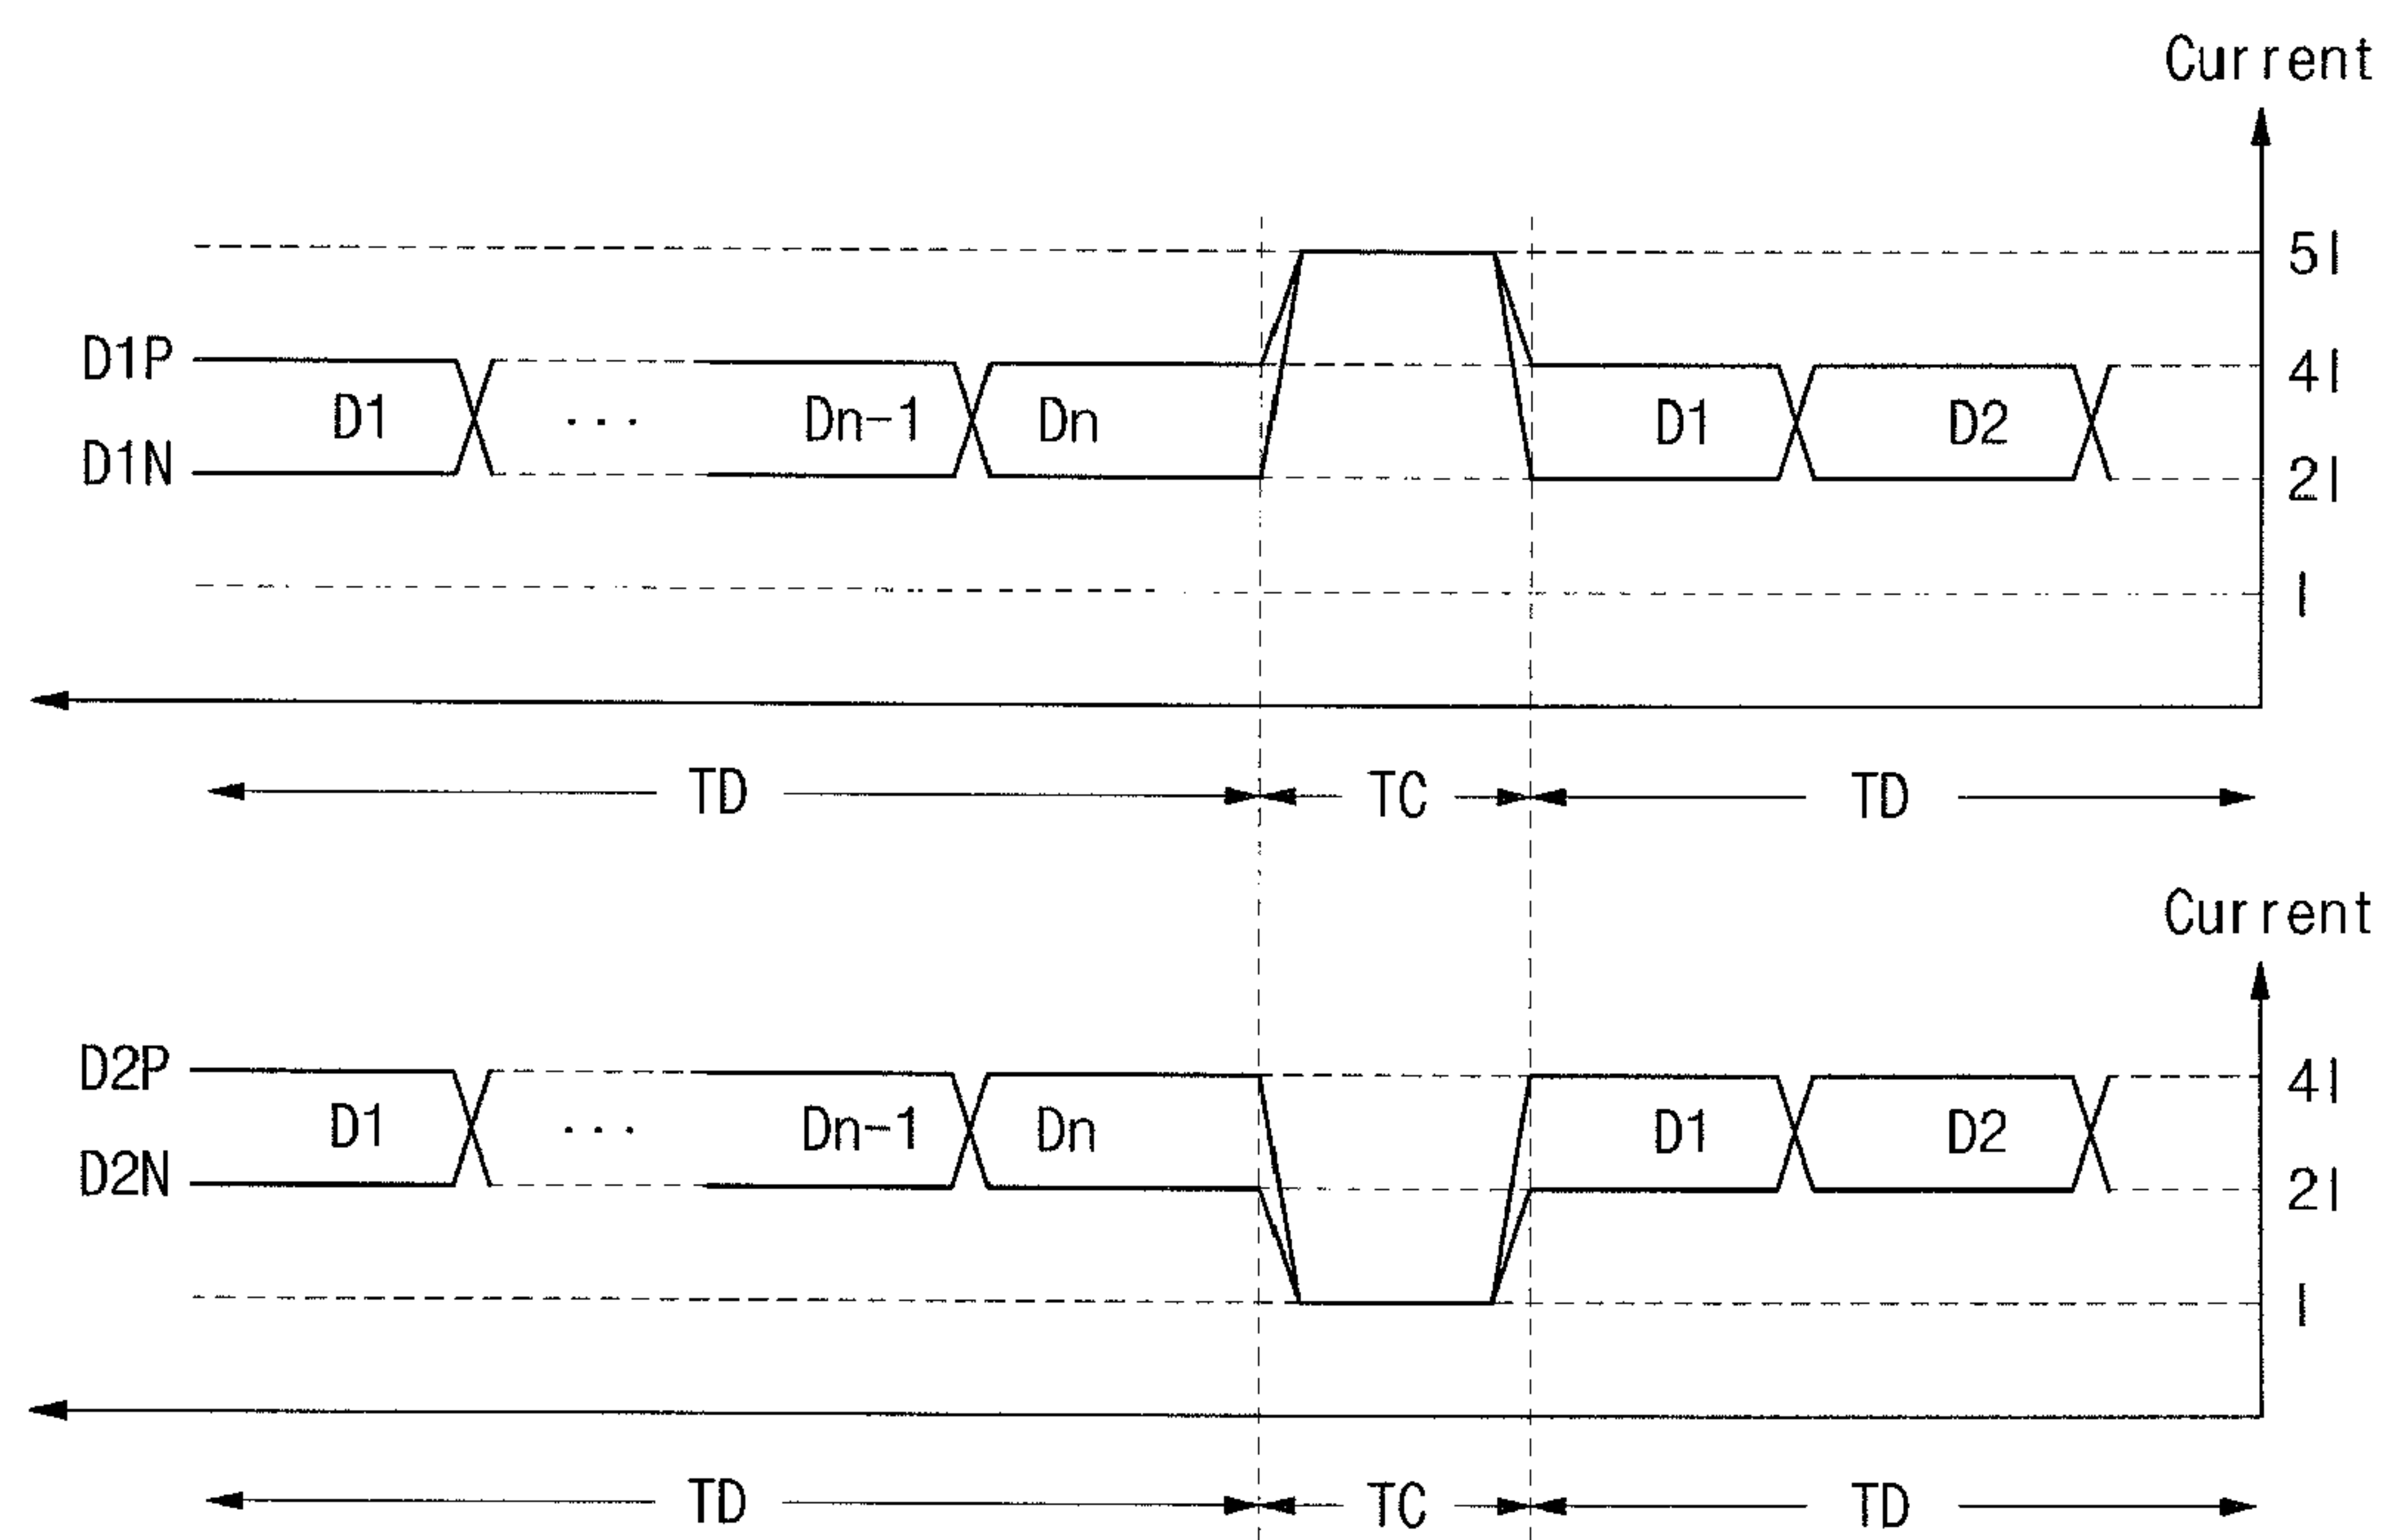 Current
5I
D1P
4I
D1 ... Dn-1 Dn D1 D2
D1N
2I
I
TD TC TD
Current
D2P
4I
D1 ... Dn-1 Dn D1 D2
D2N
2I
I
TD TC TD